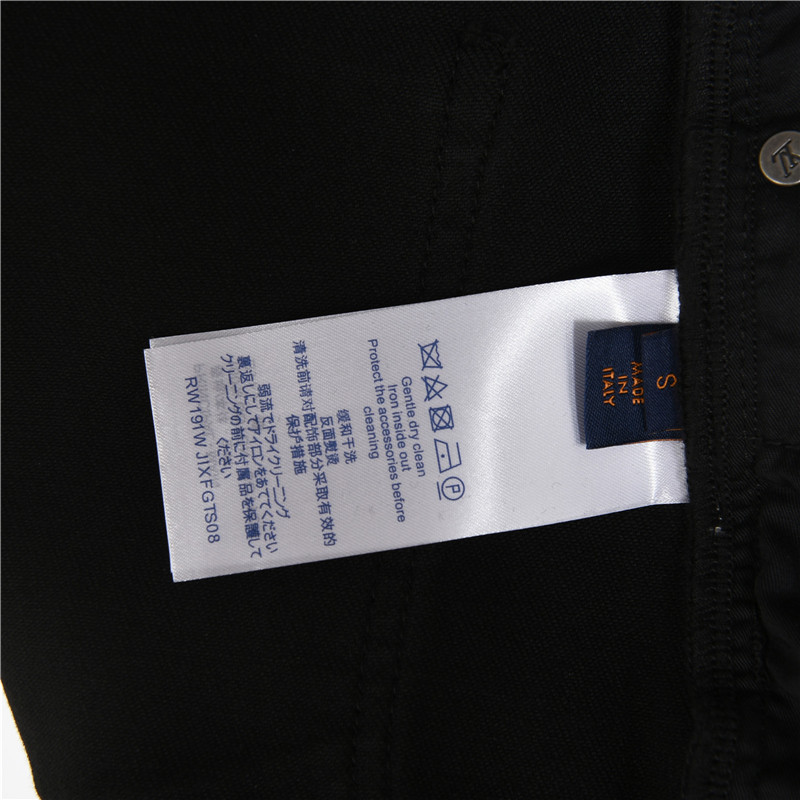 Gentle dry clean
Iron inside out
Protect the accessories before
cleaning
缓和干洗
反面熨烫
清洗前请对配饰部分采取有效的
保护措施
弱流でドライクリーニング
裏返しにしてアイロンをあててください
クリーニングの前に付属品を保護して
ください
RW191WJ1XFGTS08
S
MADE
IN
ITALY
P